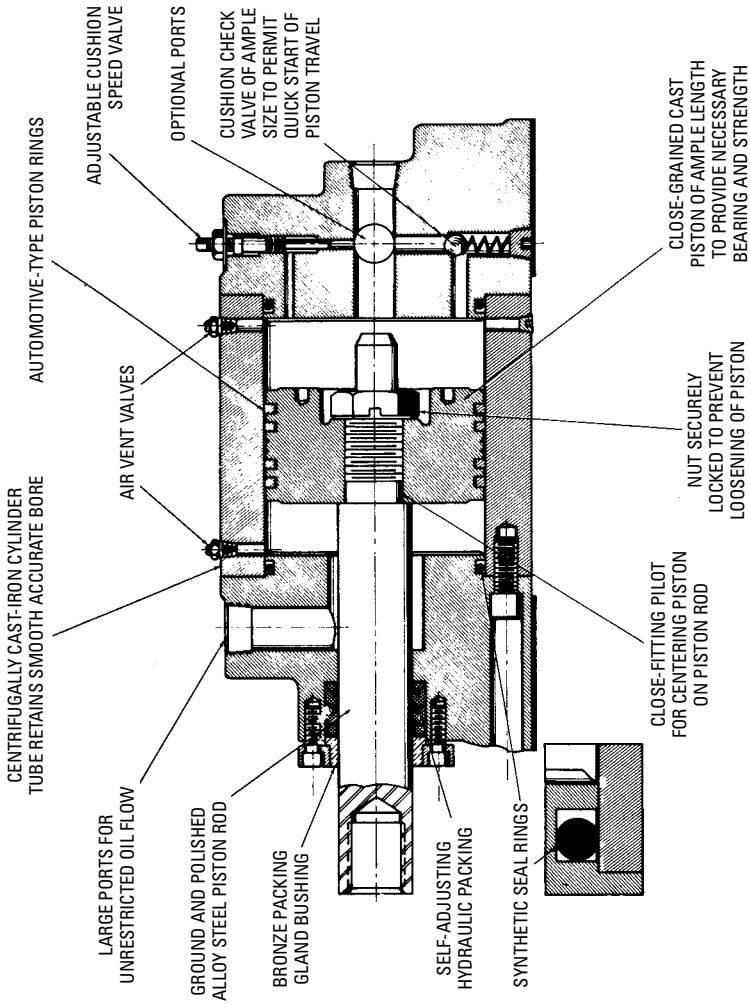 CENTRIFUGALLY CAST-IRON CYLINDER
TUBE RETAINS SMOOTH ACCURATE BORE
AIR VENT VALVES
AUTOMOTIVE-TYPE PISTON RINGS
ADJUSTABLE CUSHION
SPEED VALVE
OPTIONAL PORTS
CUSHION CHECK
VALVE OF AMPLE
SIZE TO PERMIT
QUICK START OF
PISTON TRAVEL
LARGE PORTS FOR
UNRESTRICTED OIL FLOW
GROUND AND POLISHED
ALLOY STEEL PISTON ROD
BRONZE PACKING
GLAND BUSHING
SELF-ADJUSTING
HYDRAULIC PACKING
SYNTHETIC SEAL RINGS
CLOSE-FITTING PILOT
FOR CENTERING PISTON
ON PISTON ROD
NUT SECURELY
LOCKED TO PREVENT
LOOSENING OF PISTON
CLOSE-GRAINED CAST
PISTON OF AMPLE LENGTH
TO PROVIDE NECESSARY
BEARING AND STRENGTH